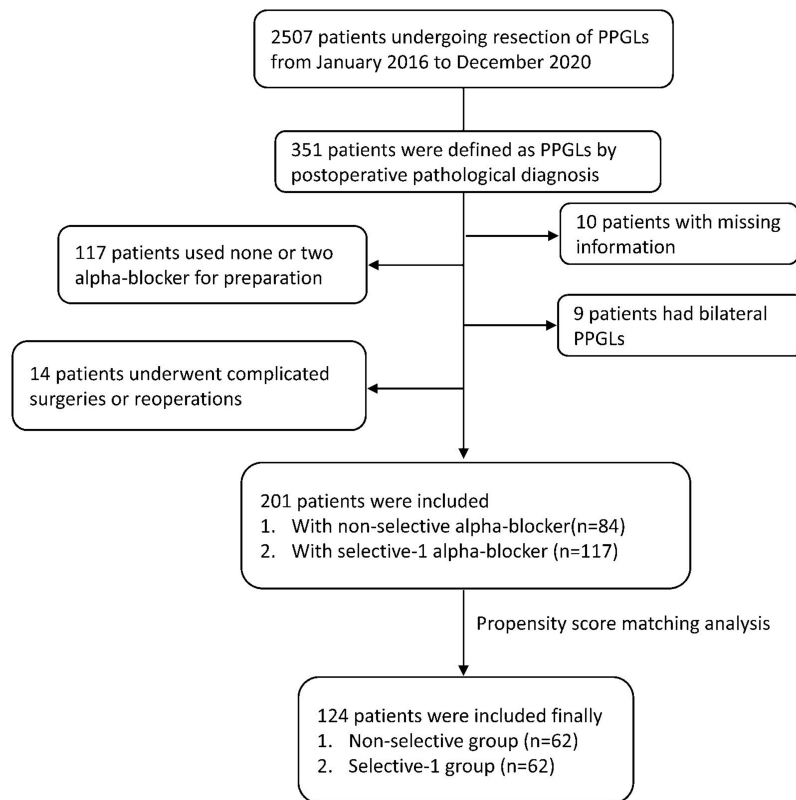 2507 patients undergoing resection of PPGLs
from January 2016 to December 2020
351 patients were defined as PPGLs by
postoperative pathological diagnosis
10 patients with missing
information
117 patients used none or two
alpha-blocker for preparation
9 patients had bilateral
PPGLs
14 patients underwent complicated
surgeries or reoperations
201 patients were included
1. With non-selective alpha-blocker(n=84)
2. With selective-1 alpha-blocker (n=117)
Propensity score matching analysis
124 patients were included finally
1. Non-selective group (n=62)
2. Selective-1 group (n=62)